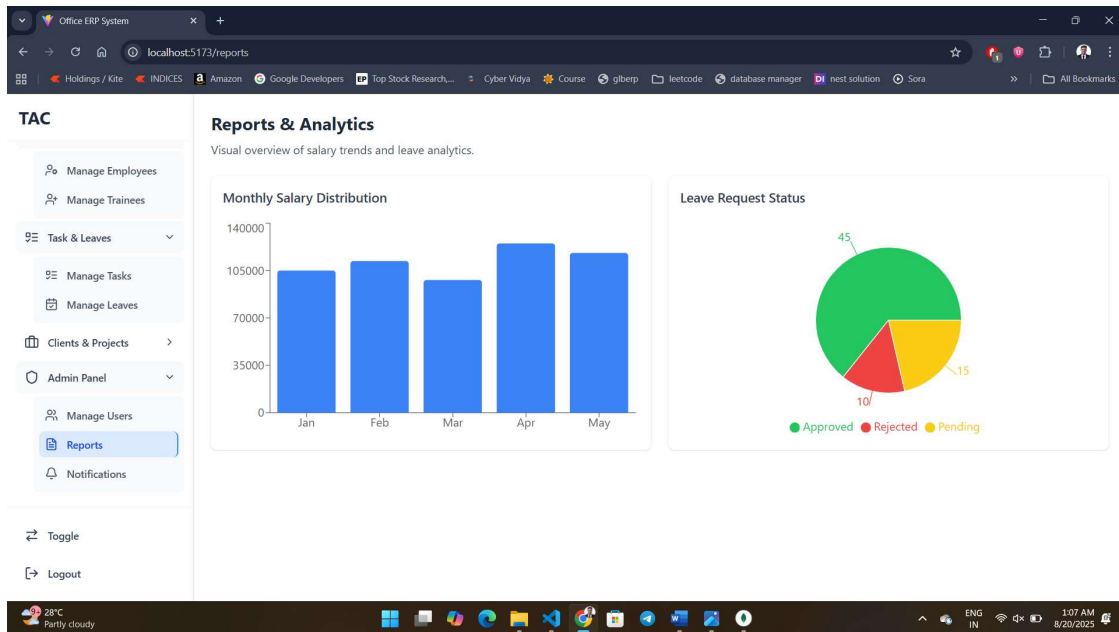 Office ERP System
localhost:5173/reports
Holdings / Kite INDICES Amazon Google Developers Top Stock Research,... Cyber Vidya Course glberp leetcode database manager nest solution Sora » All Bookmarks
TAC
Manage Employees
Manage Trainees
Task & Leaves
Manage Tasks
Manage Leaves
Clients & Projects
Admin Panel
Manage Users
Reports
Notifications
Toggle
Logout
Reports & Analytics
Visual overview of salary trends and leave analytics.
Monthly Salary Distribution
140000
105000
70000
35000
0
Jan Feb Mar Apr May
Leave Request Status
45
15
10
Approved Rejected Pending
9+ 28°C
Partly cloudy
ENG
IN
1:07 AM
8/20/2025